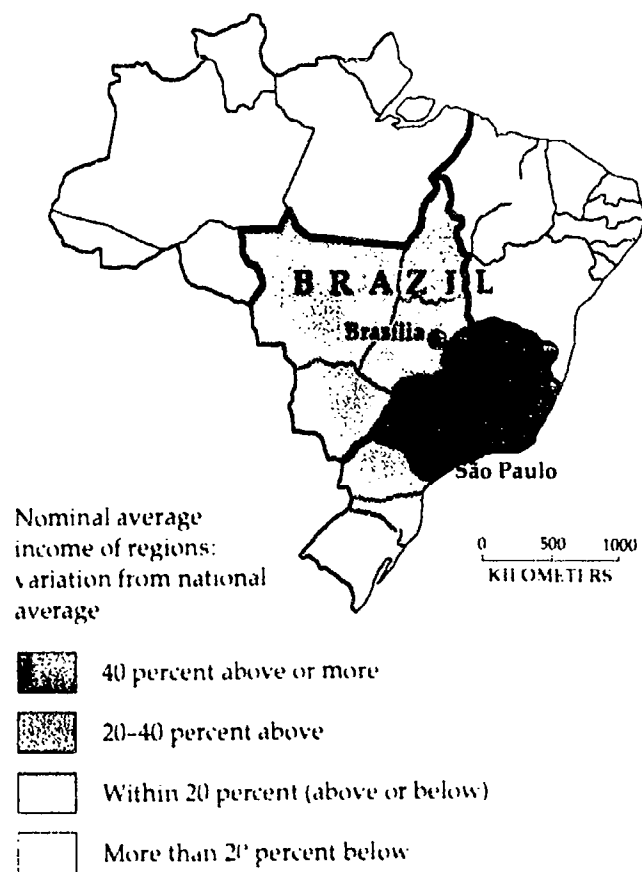 BRAZIL
Brasília
São Paulo
Nominal average
income of regions:
variation from national
average
0 500 1000
KILOMETERS
40 percent above or more
20–40 percent above
Within 20 percent (above or below)
More than 20 percent below